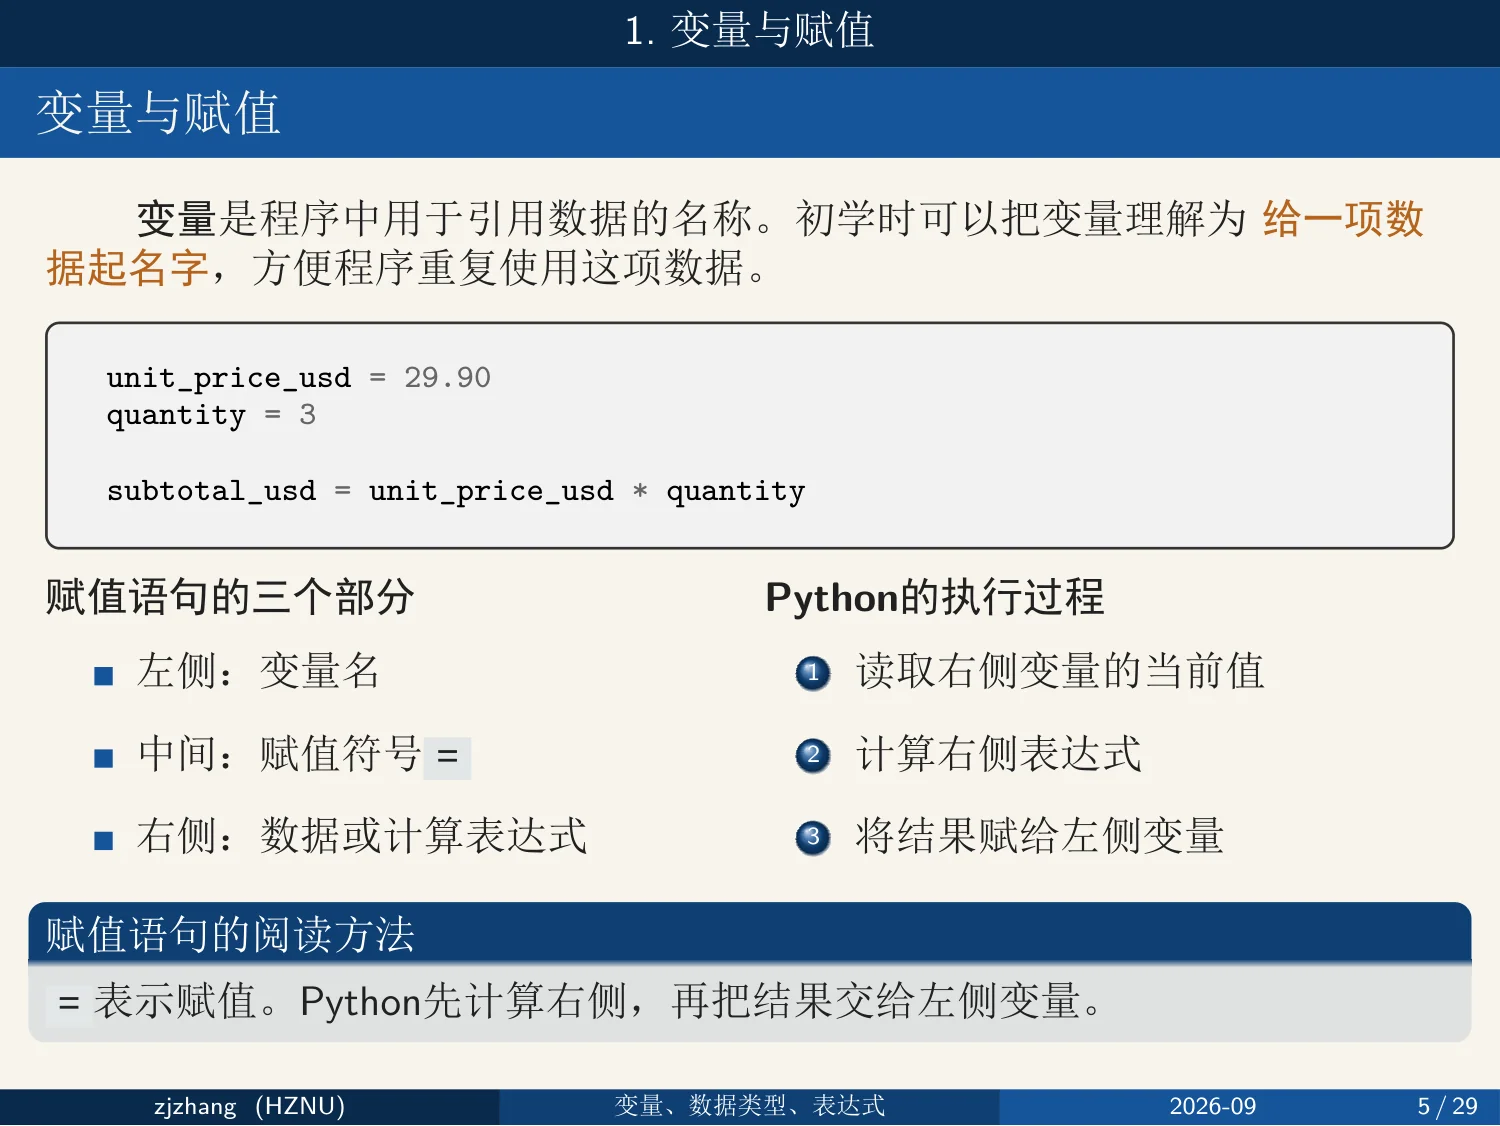 1. 变量与赋值
变量与赋值
变量是程序中用于引用数据的名称。初学时可以把变量理解为 给一项数
据起名字，方便程序重复使用这项数据。
unit_price_usd = 29.90
quantity = 3
subtotal_usd = unit_price_usd * quantity
赋值语句的三个部分
左侧：变量名
中间：赋值符号 =
右侧：数据或计算表达式
Python的执行过程
1 读取右侧变量的当前值
2 计算右侧表达式
3 将结果赋给左侧变量
赋值语句的阅读方法
= 表示赋值。Python先计算右侧，再把结果交给左侧变量。
zjzhang (HZNU) 变量、数据类型、表达式 2026-09 5 / 29